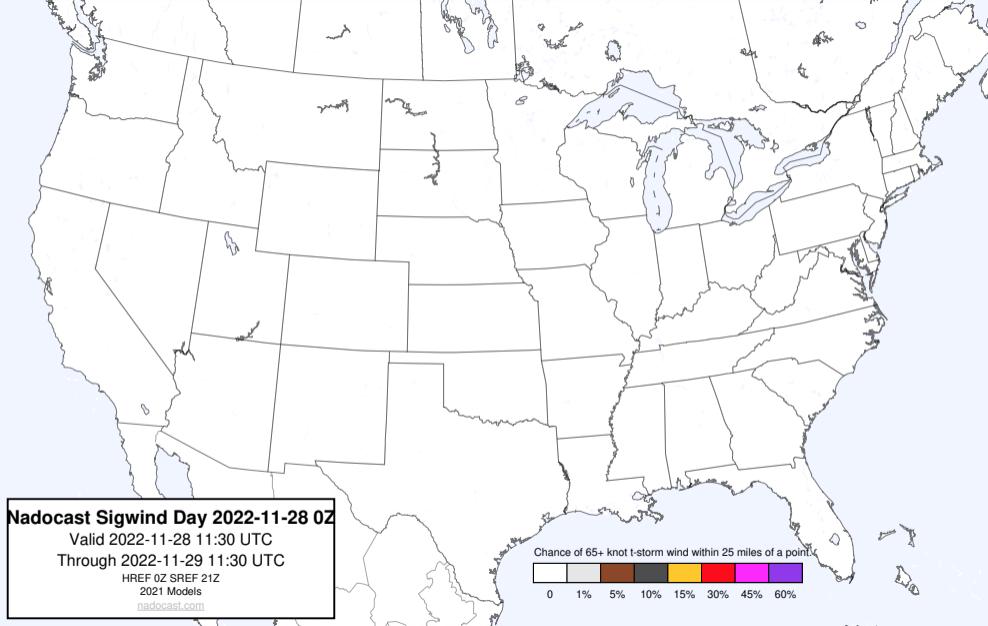 Nadocast Sigwind Day 2022-11-28 0Z
Valid 2022-11-28 11:30 UTC
Through 2022-11-29 11:30 UTC
HREF 0Z SREF 21Z
2021 Models
nadocast.com
Chance of 65+ knot t-storm wind within 25 miles of a point.
0 1% 5% 10% 15% 30% 45% 60%